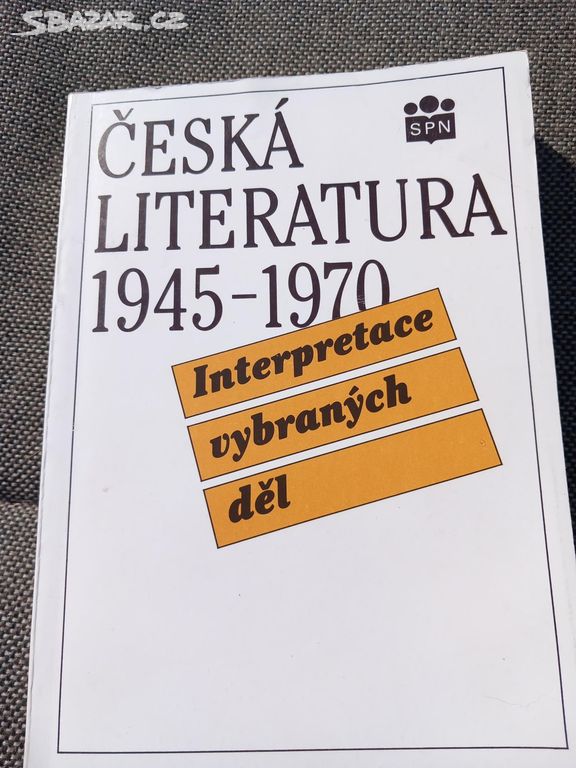 SBAZAR.CZ
SPN
ČESKÁ
LITERATURA
1945-1970
Interpretace
vybraných
děl